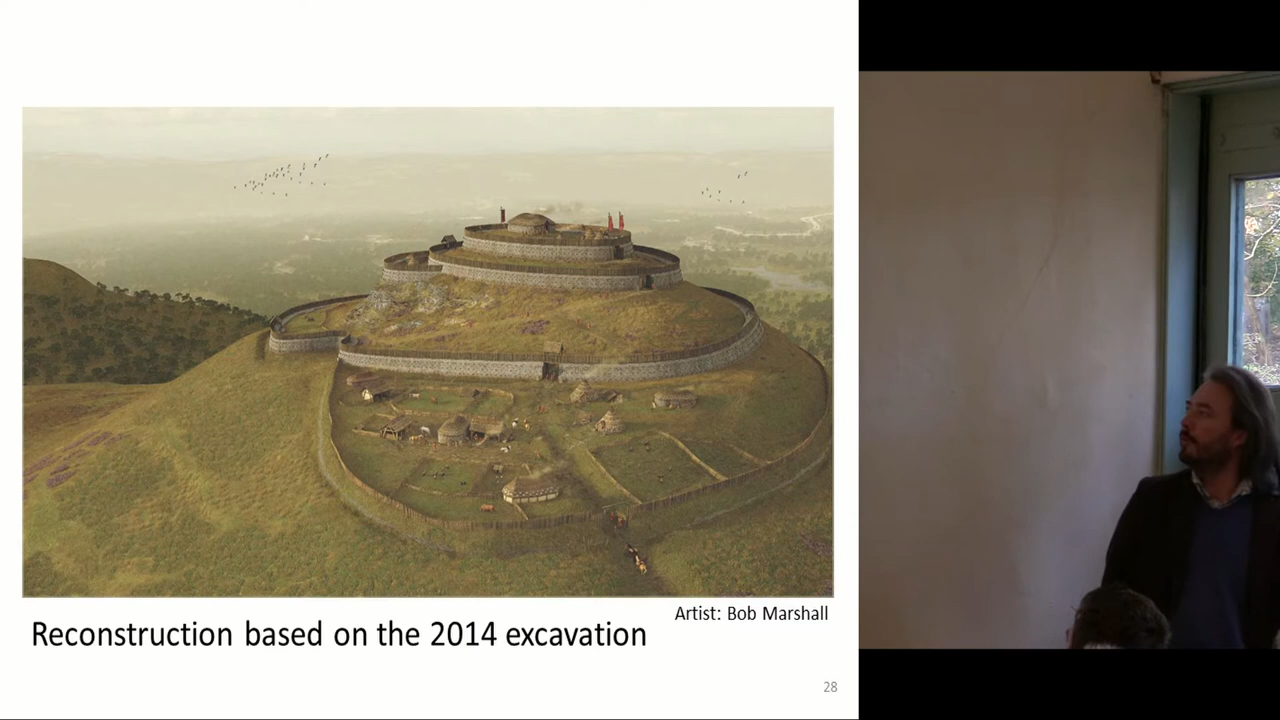 Artist: Bob Marshall
Reconstruction based on the 2014 excavation
28